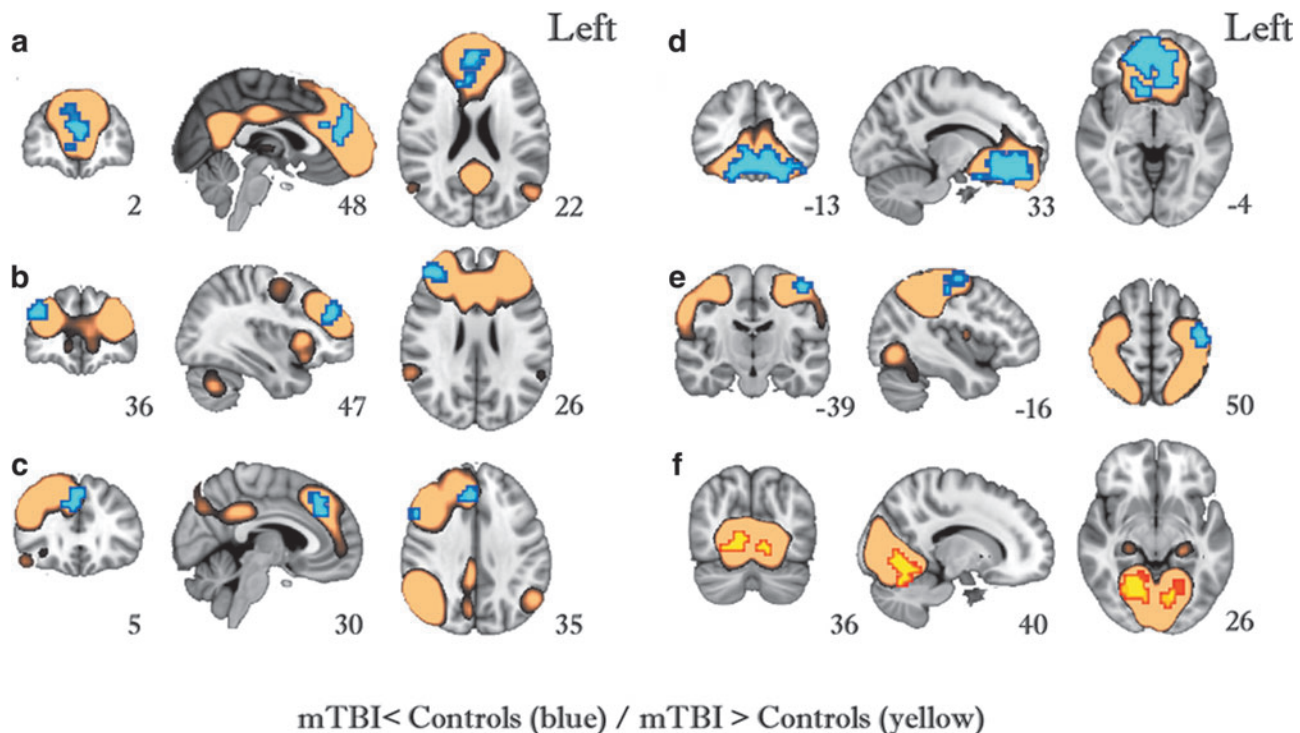 a
Left
2
48
22
b
36
47
26
c
5
30
35
d
Left
-13
33
-4
e
-39
-16
50
f
36
40
26
mTBI< Controls (blue) / mTBI > Controls (yellow)